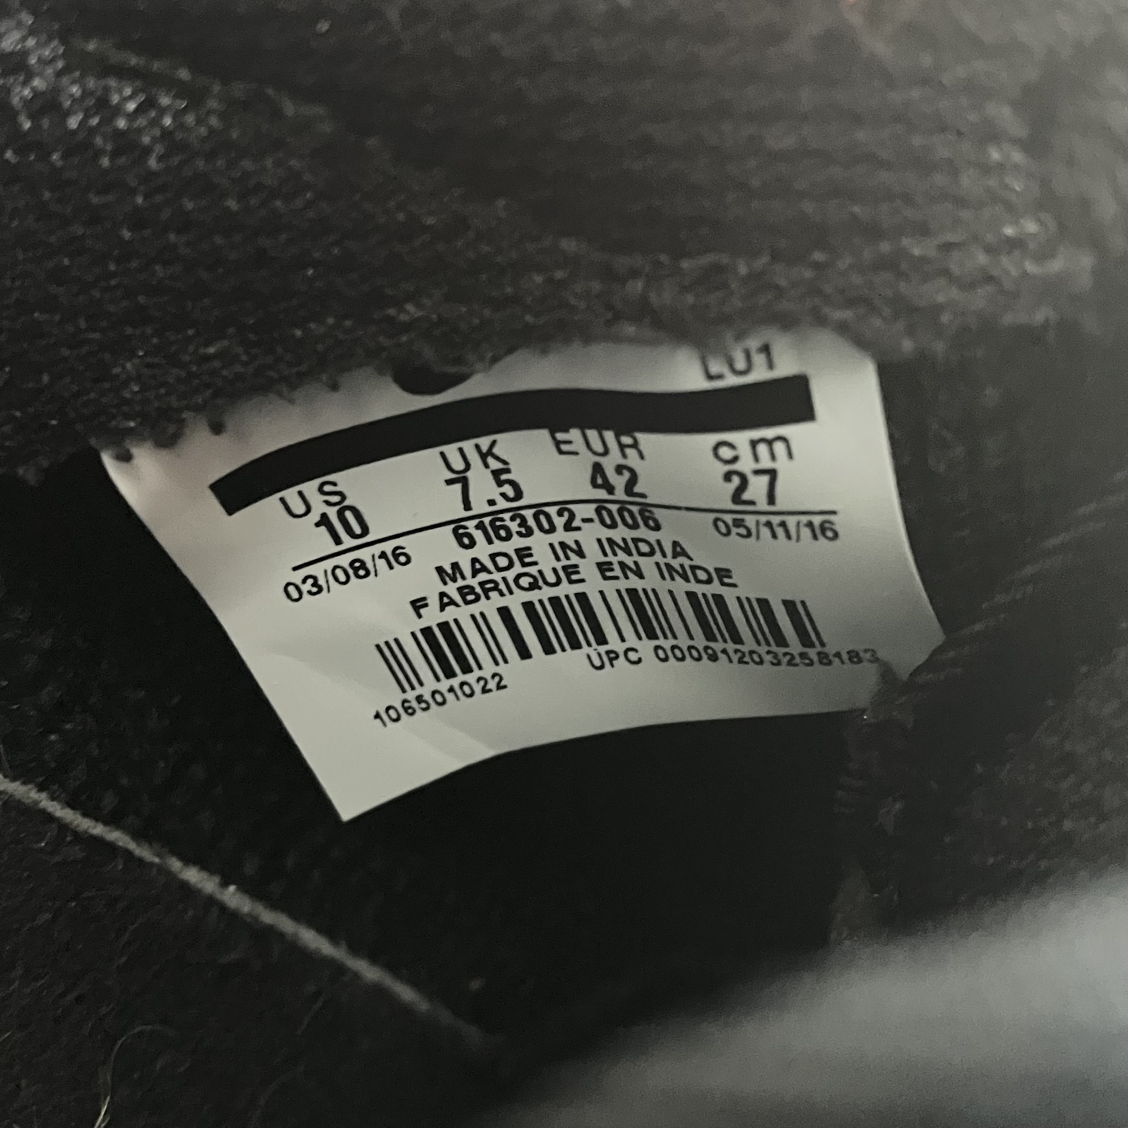 LU1
US UK EUR cm
10 7.5 42 27
03/08/16 616302-006 05/11/16
MADE IN INDIA
FABRIQUE EN INDE
106501022 UPC 00091203258183